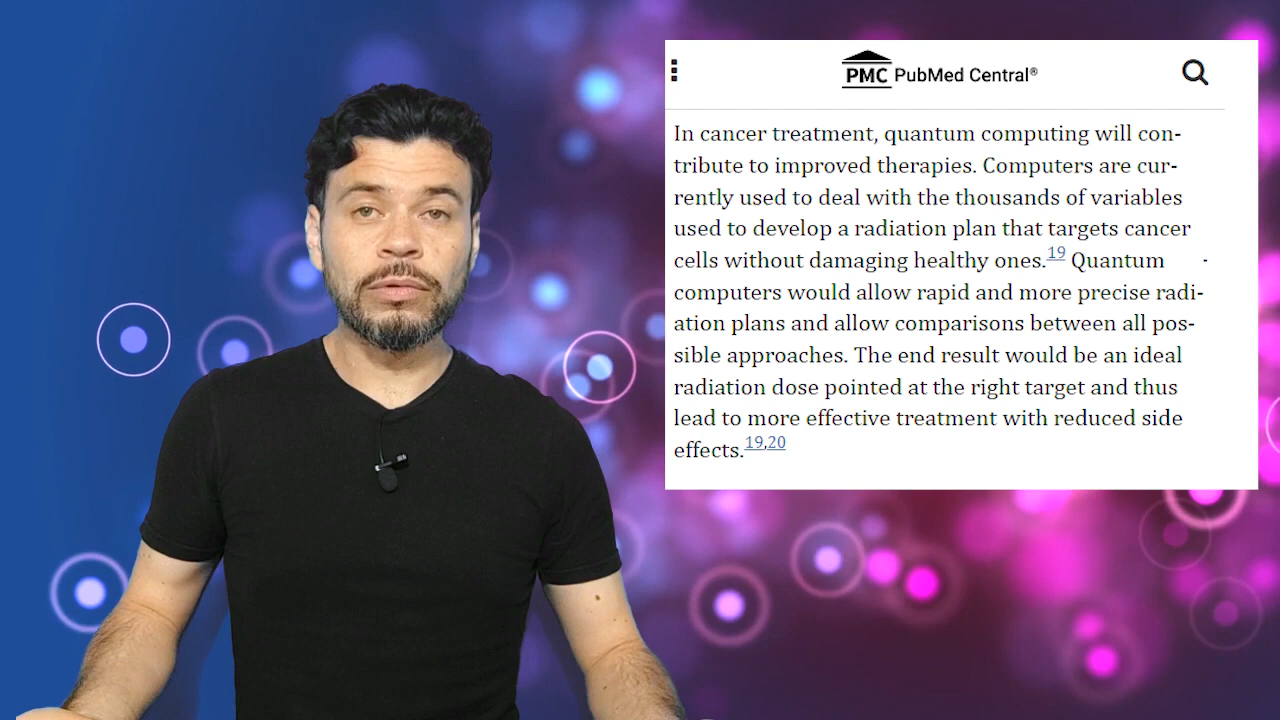 PMC PubMed Central®
In cancer treatment, quantum computing will con-
tribute to improved therapies. Computers are cur-
rently used to deal with the thousands of variables
used to develop a radiation plan that targets cancer
cells without damaging healthy ones.19 Quantum
computers would allow rapid and more precise radi-
ation plans and allow comparisons between all pos-
sible approaches. The end result would be an ideal
radiation dose pointed at the right target and thus
lead to more effective treatment with reduced side
effects.19,20